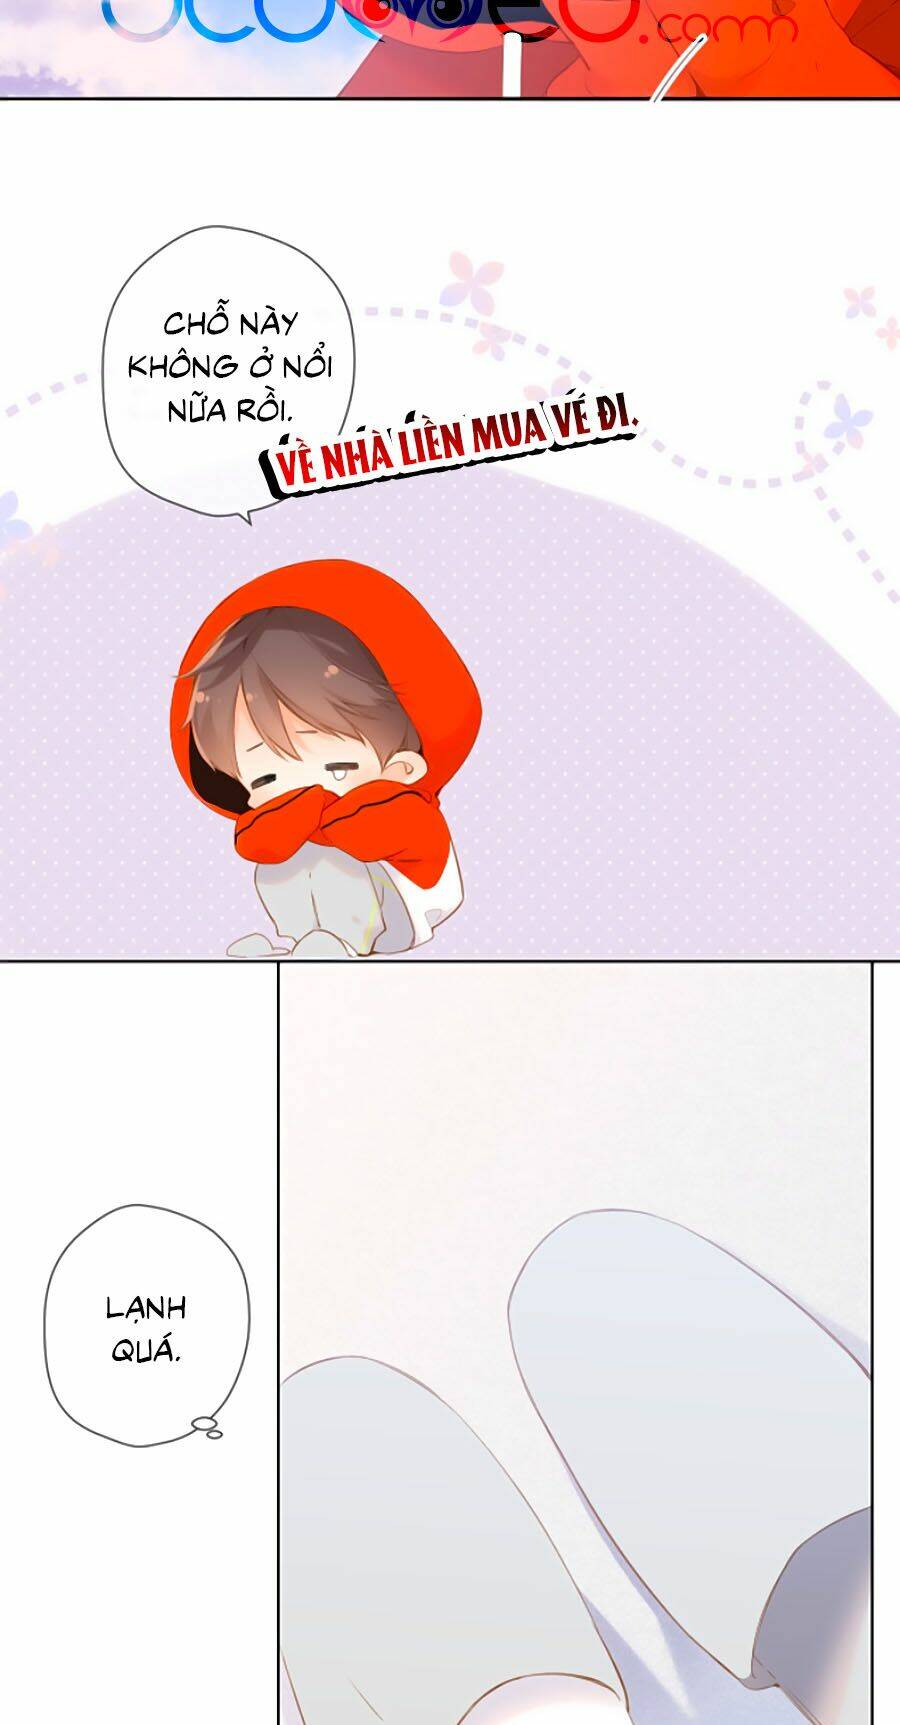 CHỖ NÀY
KHÔNG Ở NỔI
NỮA RỒI.
VỀ NHÀ LIỀN MUA VÉ ĐI.
LẠNH
QUÁ.